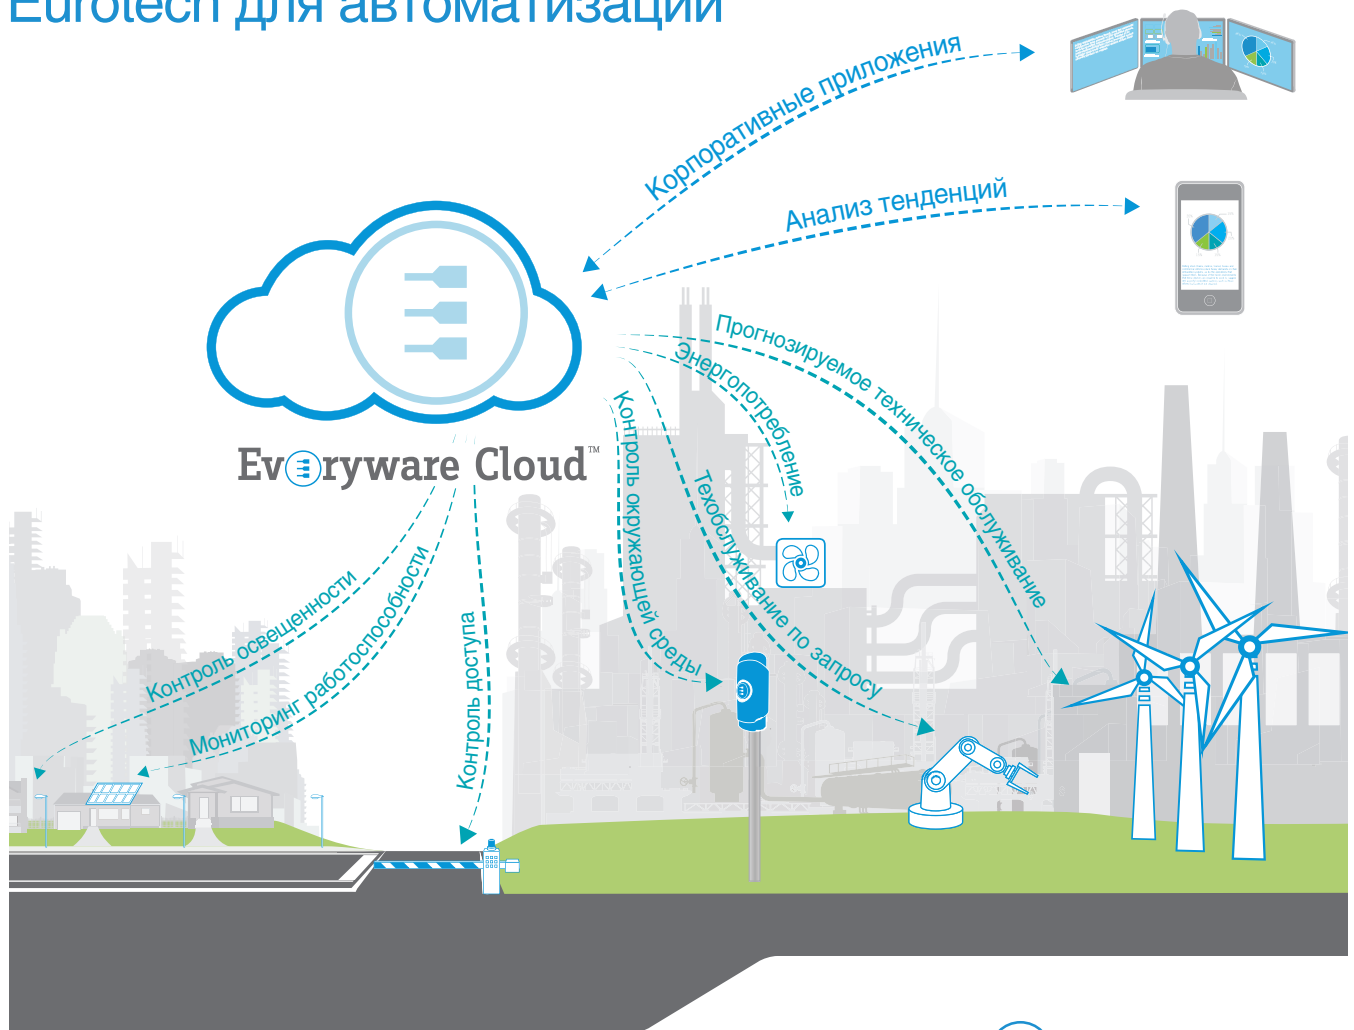 Eurotech для автоматизации
Корпоративные приложения
Анализ тенденций
Прогнозируемое техническое обслуживание
Энергопотребление
Контроль окружающей среды
Техобслуживание по запросу
Everyware Cloud™
Контроль освещенности
Мониторинг работоспособности
Контроль доступа